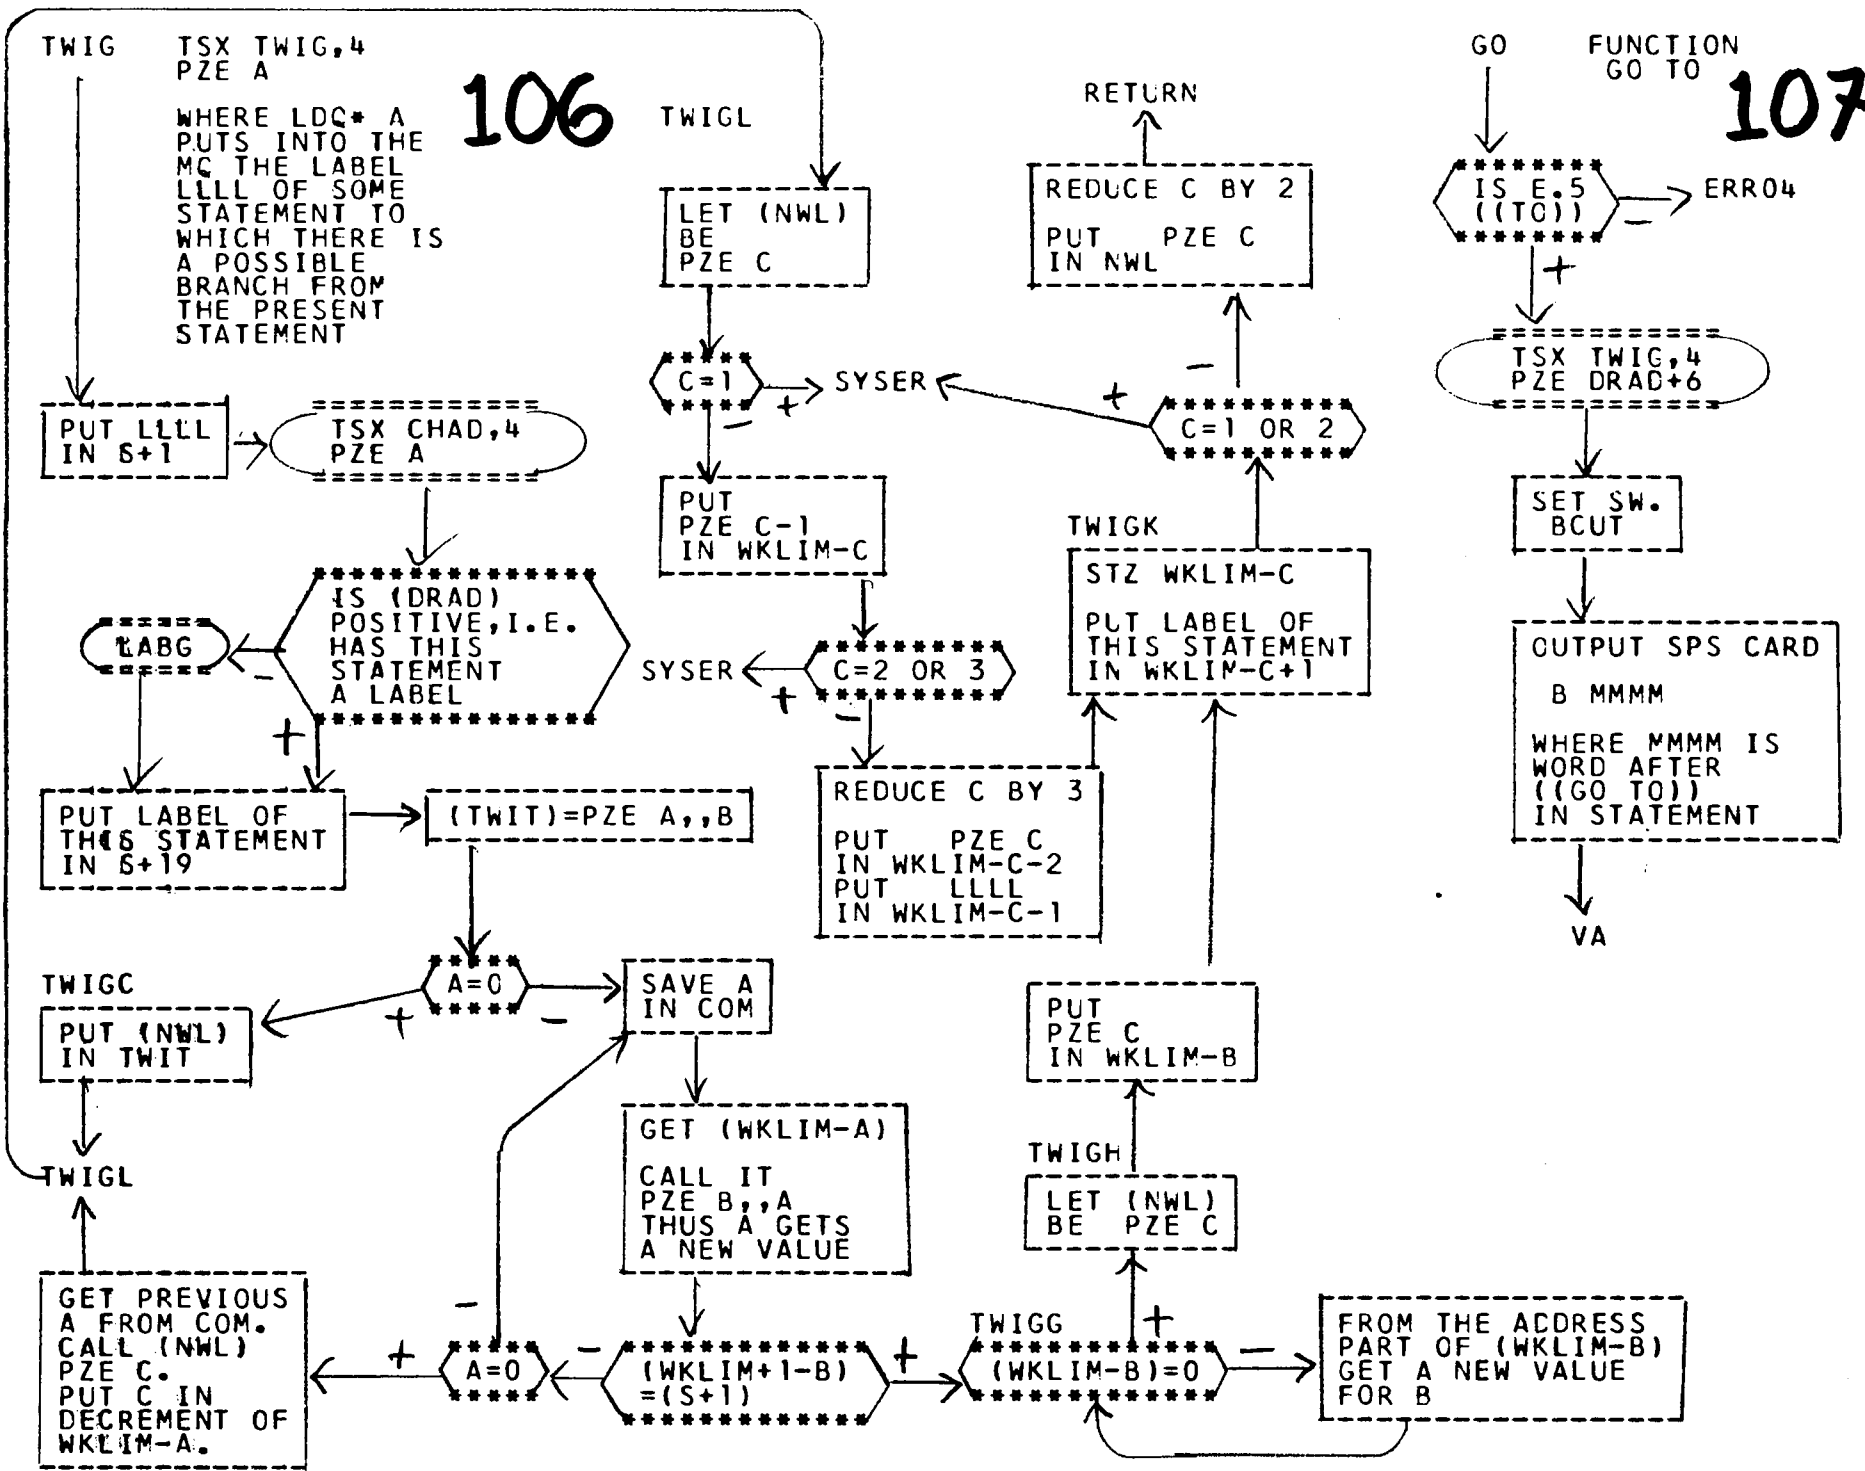 TWIG
TSX TWIG,4
PZE A
106
WHERE LDQ* A
PUTS INTO THE
MQ THE LABEL
LLLL OF SOME
STATEMENT TO
WHICH THERE IS
A POSSIBLE
BRANCH FROM
THE PRESENT
STATEMENT
PUT LLLL
IN S+1
TSX CHAD,4
PZE A
IS (DRAD)
POSITIVE,I.E.
HAS THIS
STATEMENT
A LABEL
-
+
LABG
PUT LABEL OF
THIS STATEMENT
IN S+19
(TWIT)=PZE A,,B
A=0
+
-
TWIGC
PUT (NWL)
IN TWIT
TWIGL
SAVE A
IN COM
GET (WKLIM-A)
CALL IT
PZE B,,A
THUS A GETS
A NEW VALUE
(WKLIM+1-B)
=(S+1)
-
+
A=0
-
+
GET PREVIOUS
A FROM COM.
CALL (NWL)
PZE C.
PUT C IN
DECREMENT OF
WKLIM-A.
TWIGL
LET (NWL)
BE
PZE C
C=1
+
-
SYSER
PUT
PZE C-1
IN WKLIM-C
C=2 OR 3
+
-
SYSER
REDUCE C BY 3
PUT PZE C
IN WKLIM-C-2
PUT LLLL
IN WKLIM-C-1
RETURN
REDUCE C BY 2
PUT PZE C
IN NWL
-
+
C=1 OR 2
TWIGK
STZ WKLIM-C
PUT LABEL OF
THIS STATEMENT
IN WKLIM-C+1
PUT
PZE C
IN WKLIM-B
TWIGH
LET (NWL)
BE PZE C
TWIGG
+
(WKLIM-B)=0
-
FROM THE ADDRESS
PART OF (WKLIM-B)
GET A NEW VALUE
FOR B
GO
FUNCTION
GO TO
107
IS E.5
((TO))
-
ERR04
+
TSX TWIG,4
PZE DRAD+6
SET SW.
BCUT
OUTPUT SPS CARD
B MMMM
WHERE MMMM IS
WORD AFTER
((GO TO))
IN STATEMENT
VA